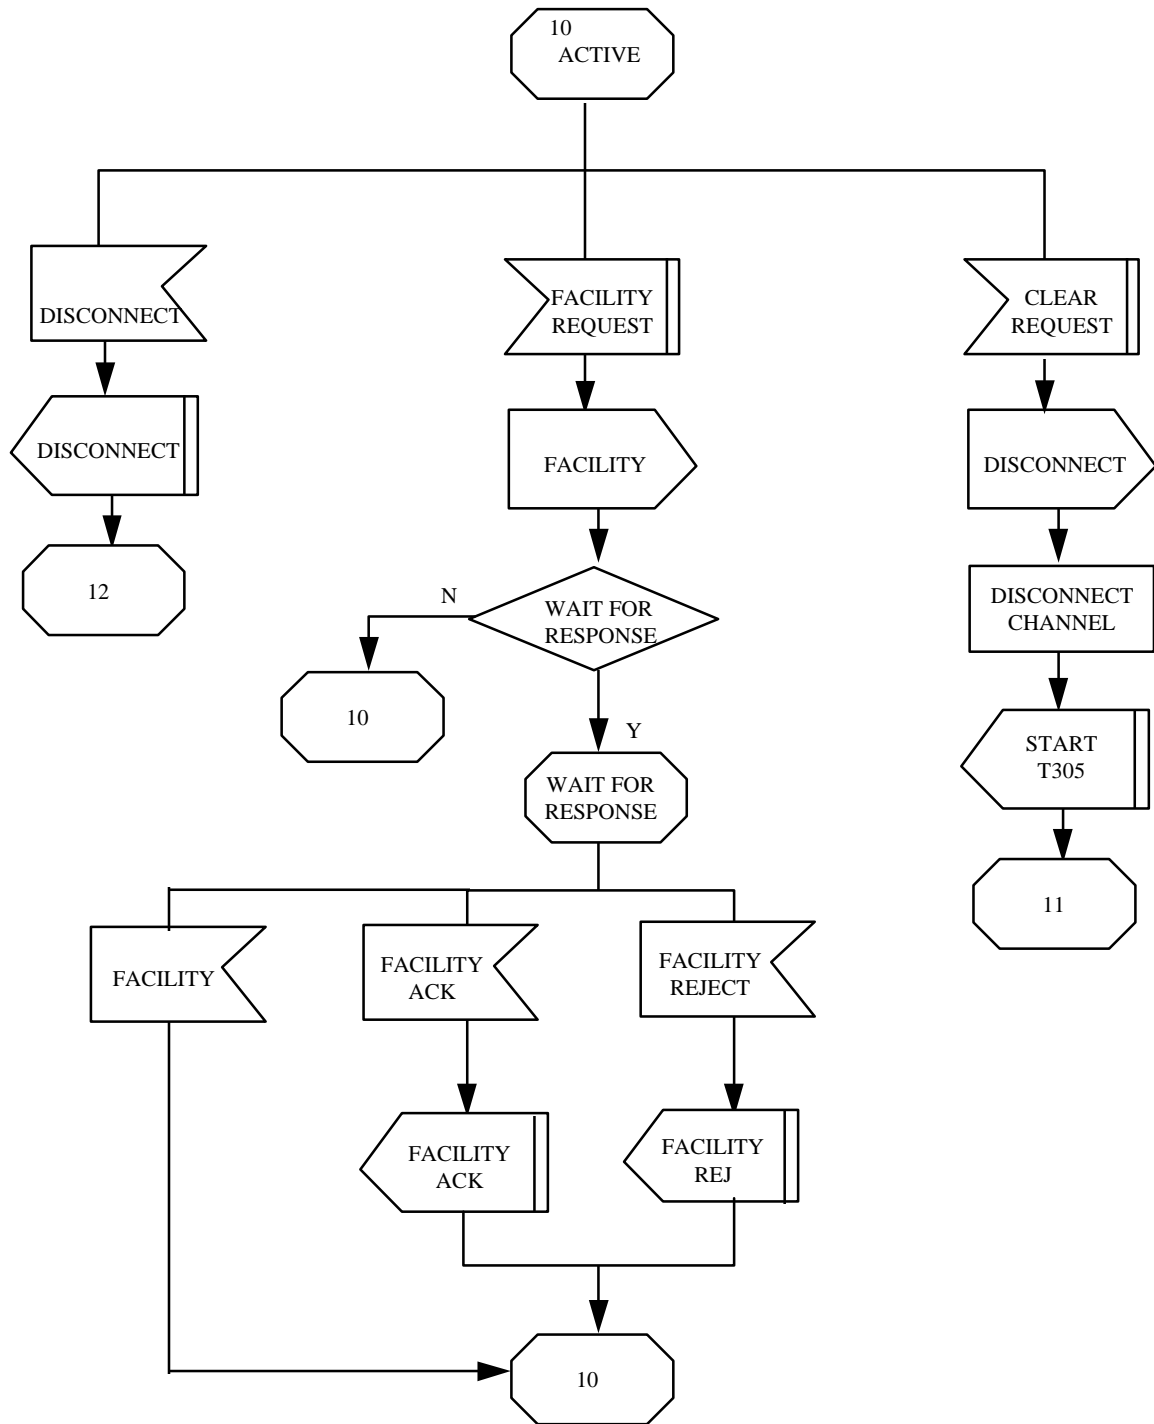 10
ACTIVE
DISCONNECT
FACILITY
REQUEST
CLEAR
REQUEST
DISCONNECT
FACILITY
DISCONNECT
12
N
WAIT FOR
RESPONSE
DISCONNECT
CHANNEL
10
Y
START
T305
WAIT FOR
RESPONSE
11
FACILITY
FACILITY
ACK
FACILITY
REJECT
FACILITY
ACK
FACILITY
REJ
10